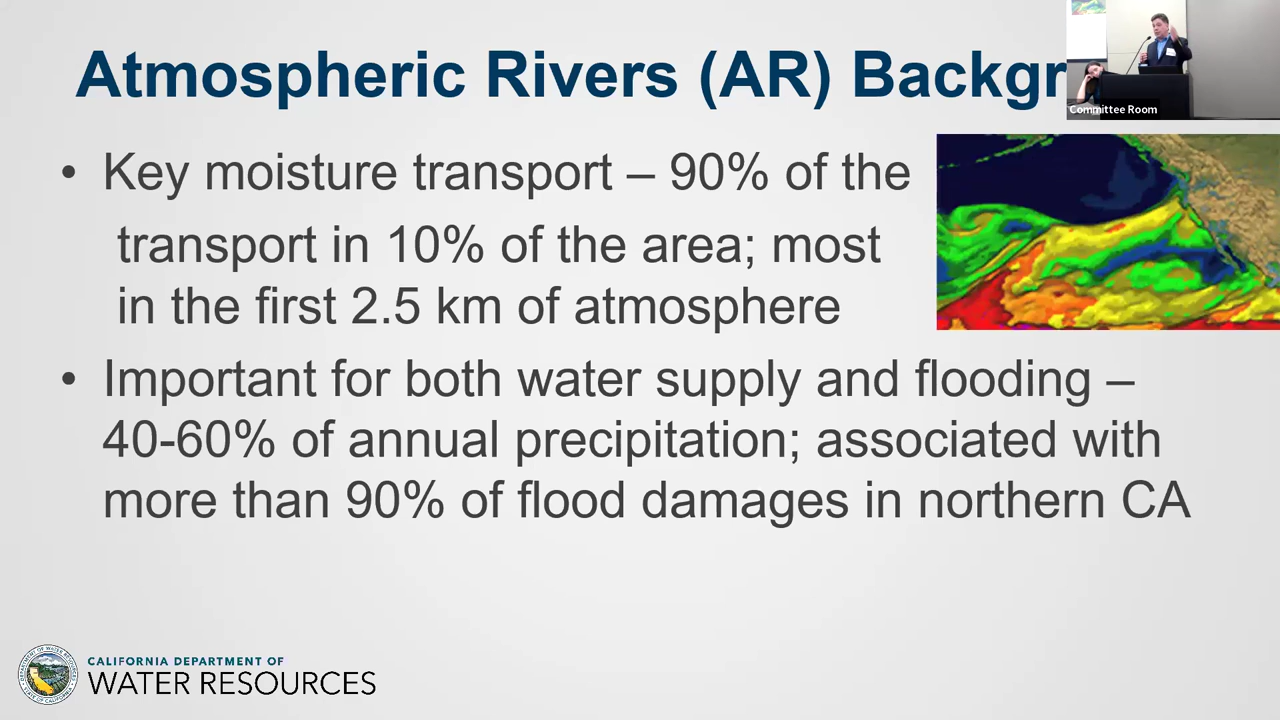 Atmospheric Rivers (AR) Backgr
Committee Room
• Key moisture transport – 90% of the
transport in 10% of the area; most
in the first 2.5 km of atmosphere
• Important for both water supply and flooding –
40-60% of annual precipitation; associated with
more than 90% of flood damages in northern CA
CALIFORNIA DEPARTMENT OF
WATER RESOURCES